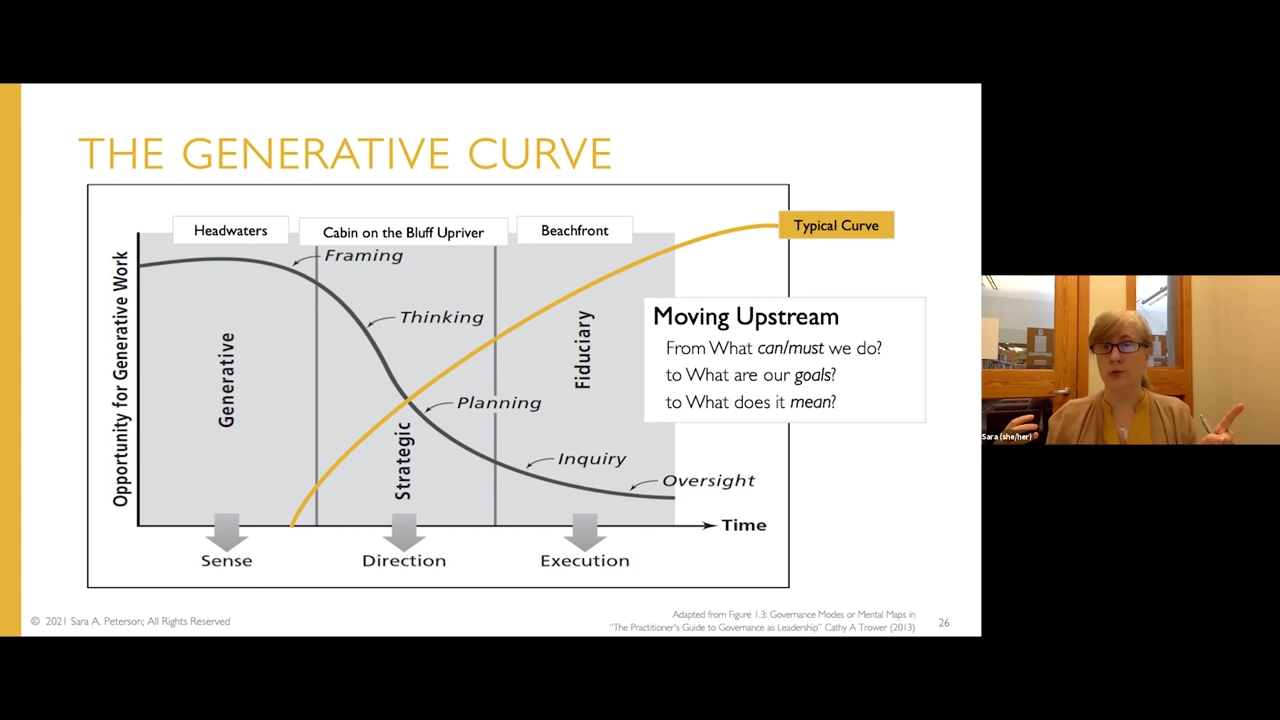 THE GENERATIVE CURVE
Headwaters
Cabin on the Bluff Upriver
Beachfront
Typical Curve
Opportunity for Generative Work
Framing
Thinking
Planning
Inquiry
Oversight
Generative
Strategic
Fiduciary
Time
Sense
Direction
Execution
Moving Upstream
From What can/must we do?
to What are our goals?
to What does it mean?
Sara (she/her)
© 2021 Sara A. Peterson; All Rights Reserved
Adapted from Figure 1.3: Governance Modes or Mental Maps in
"The Practitioner's Guide to Governance as Leadership" Cathy A Trower (2013)
26